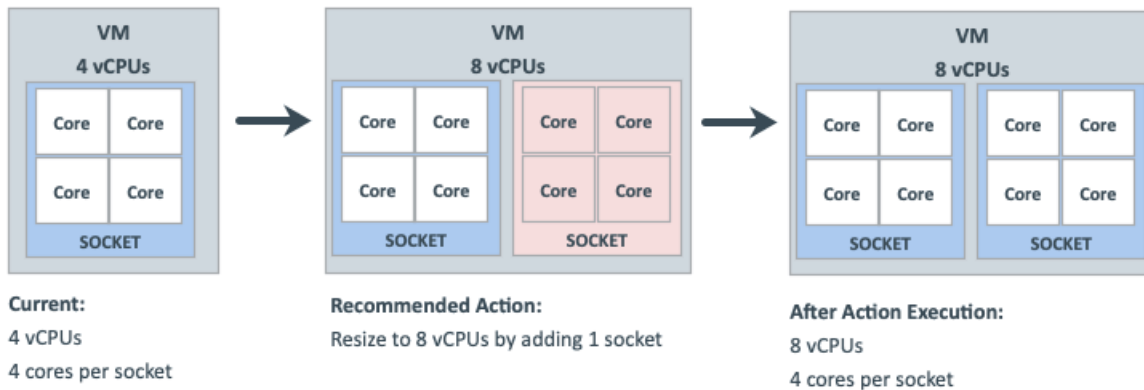 VM
4 vCPUs
Core Core
Core Core
SOCKET
VM
8 vCPUs
Core Core Core Core
Core Core Core Core
SOCKET SOCKET
VM
8 vCPUs
Core Core Core Core
Core Core Core Core
SOCKET SOCKET
Current:
4 vCPUs
4 cores per socket
Recommended Action:
Resize to 8 vCPUs by adding 1 socket
After Action Execution:
8 vCPUs
4 cores per socket